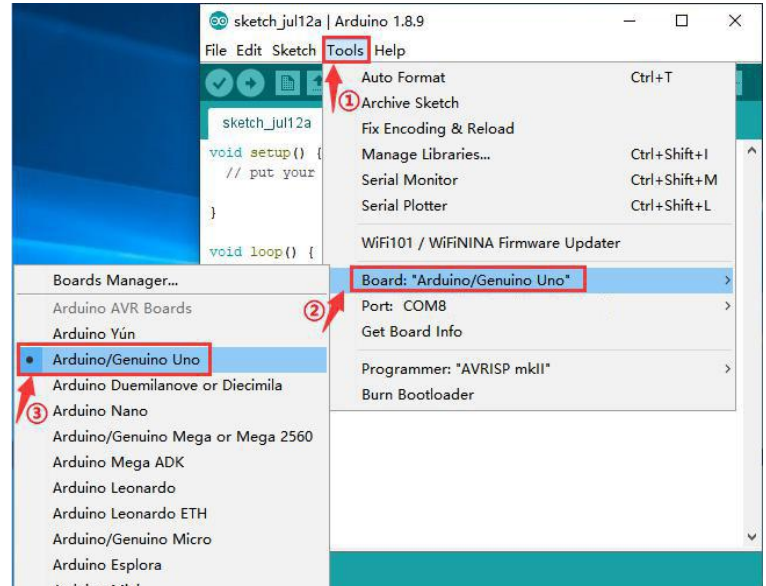 sketch_jul12a | Arduino 1.8.9
File Edit Sketch Tools Help
①
sketch_jul12a
void setup() {
// put your
}
void loop() {
Auto Format Ctrl+T
Archive Sketch
Fix Encoding & Reload
Manage Libraries... Ctrl+Shift+I
Serial Monitor Ctrl+Shift+M
Serial Plotter Ctrl+Shift+L
WiFi101 / WiFiNINA Firmware Updater
② Board: "Arduino/Genuino Uno"
Port: COM8
Get Board Info
Programmer: "AVRISP mkII"
Burn Bootloader
Boards Manager...
Arduino AVR Boards
Arduino Yún
Arduino/Genuino Uno
③
Arduino Duemilanove or Diecimila
Arduino Nano
Arduino/Genuino Mega or Mega 2560
Arduino Mega ADK
Arduino Leonardo
Arduino Leonardo ETH
Arduino/Genuino Micro
Arduino Esplora